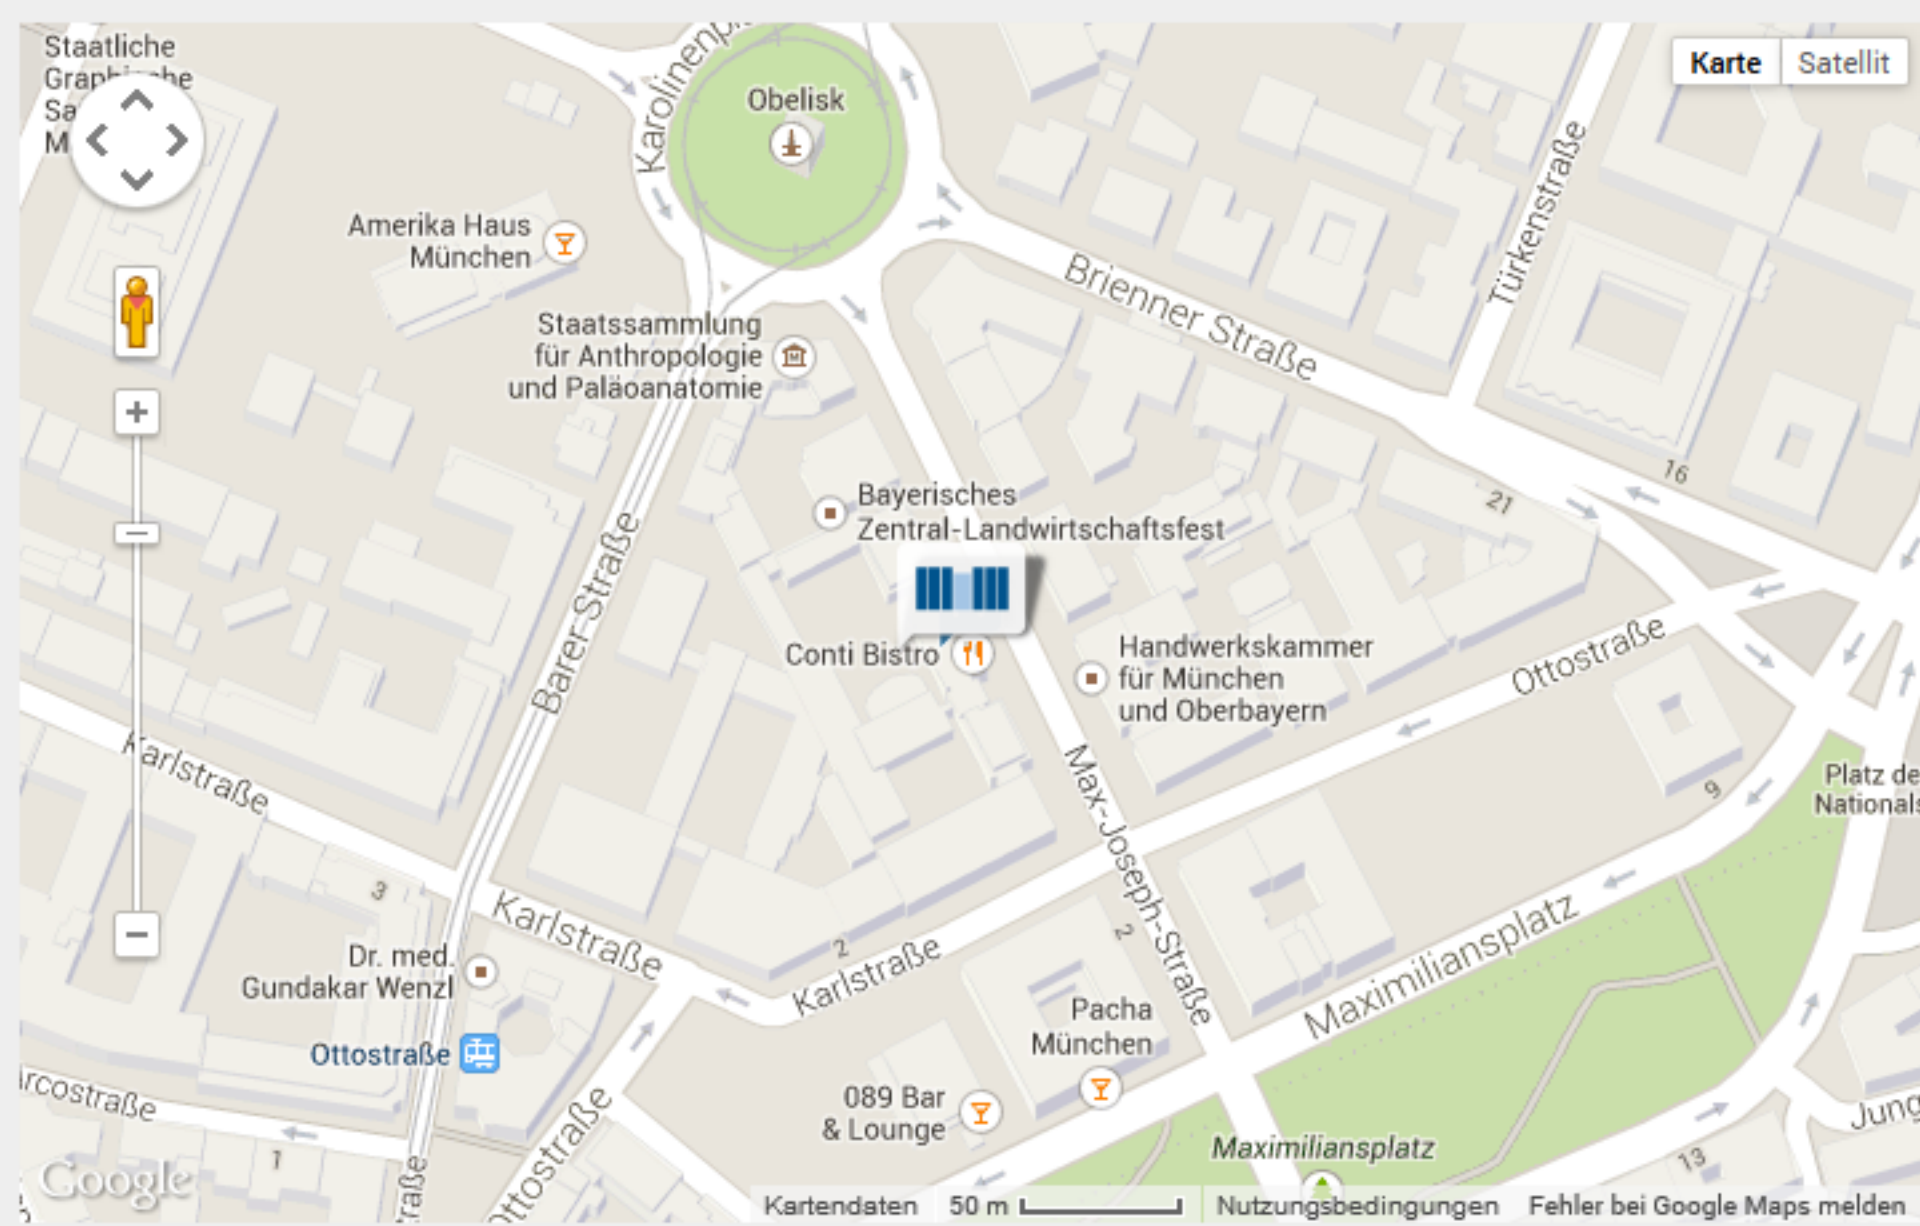 Staatliche
Graphische
Karolinenpl
Obelisk
Karte
Satellit
Amerika Haus
München
Türkenstraße
Brienner Straße
Staatssammlung
für Anthropologie
und Paläoanatomie
16
21
Bayerisches
Zentral-Landwirtschaftsfest
Barer Straße
Conti Bistro
Handwerkskammer
für München
und Oberbayern
Ottostraße
Karlstraße
Max-Joseph-Straße
Platz de
Nationals
9
3
Karlstraße
2
Karlstraße
2
Maximiliansplatz
Dr. med.
Gundakar Wenzl
Ottostraße
Pacha
München
rcostraße
089 Bar
& Lounge
Ottostraße
Jung
Maximiliansplatz
1
13
Google
raße
Kartendaten
50 m
Nutzungsbedingungen
Fehler bei Google Maps melden